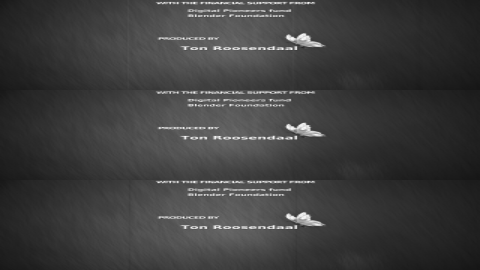 WITH THE FINANCIAL SUPPORT FROM
Digital Pioneers fund
Blender Foundation
PRODUCED BY
Ton Roosendaal
WITH THE FINANCIAL SUPPORT FROM
Digital Pioneers fund
Blender Foundation
PRODUCED BY
Ton Roosendaal
WITH THE FINANCIAL SUPPORT FROM
Digital Pioneers fund
Blender Foundation
PRODUCED BY
Ton Roosendaal